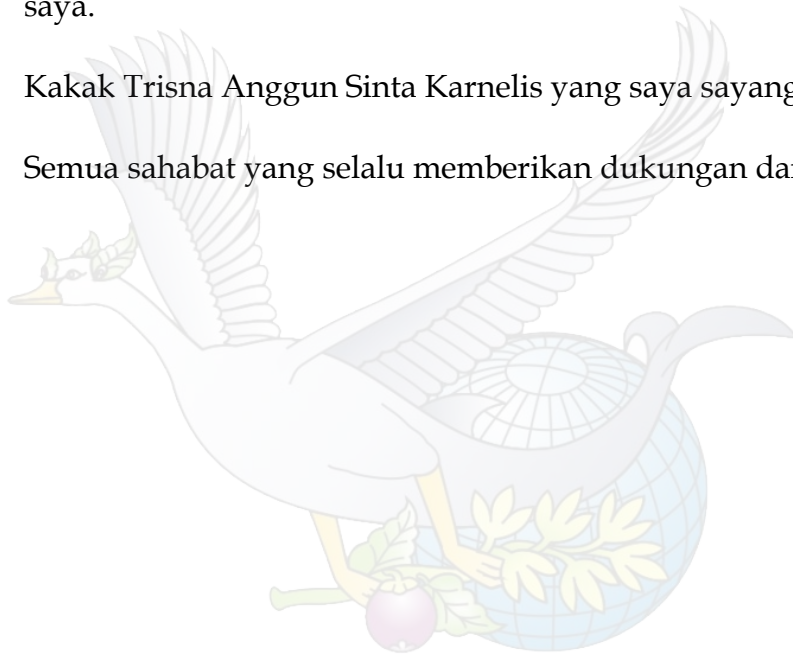 saya.
Kakak Trisna Anggun Sinta Karnelis yang saya sayang
Semua sahabat yang selalu memberikan dukungan dan